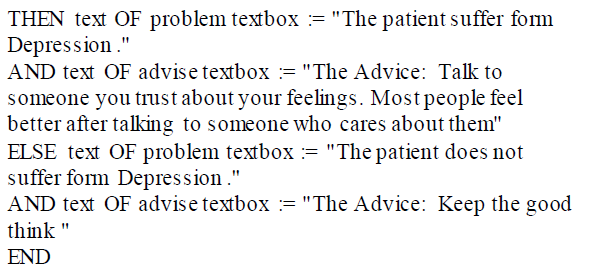 THEN text OF problem textbox := "The patient suffer form
Depression ."
AND text OF advise textbox := "The Advice: Talk to
someone you trust about your feelings. Most people feel
better after talking to someone who cares about them"
ELSE text OF problem textbox := "The patient does not
suffer form Depression ."
AND text OF advise textbox := "The Advice: Keep the good
think "
END